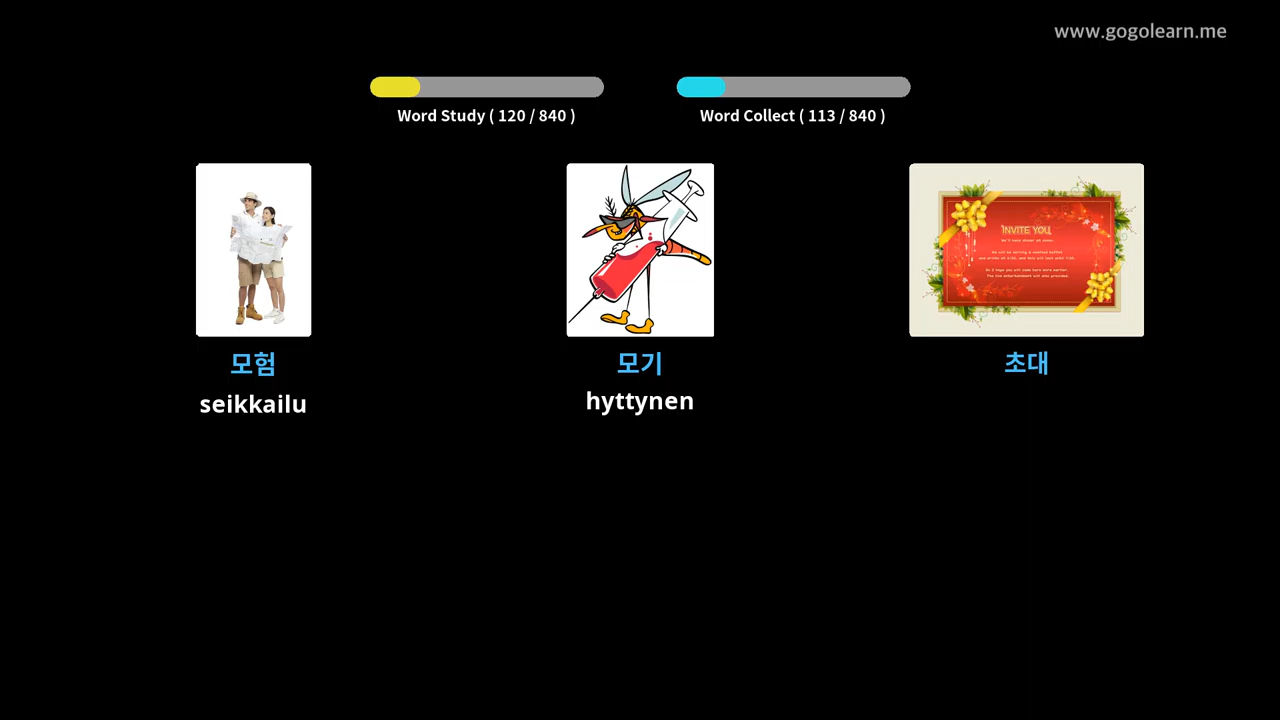 www.gogolearn.me
Word Study ( 120 / 840 )
Word Collect ( 113 / 840 )
INVITE YOU
모험
모기
초대
seikkailu
hyttynen